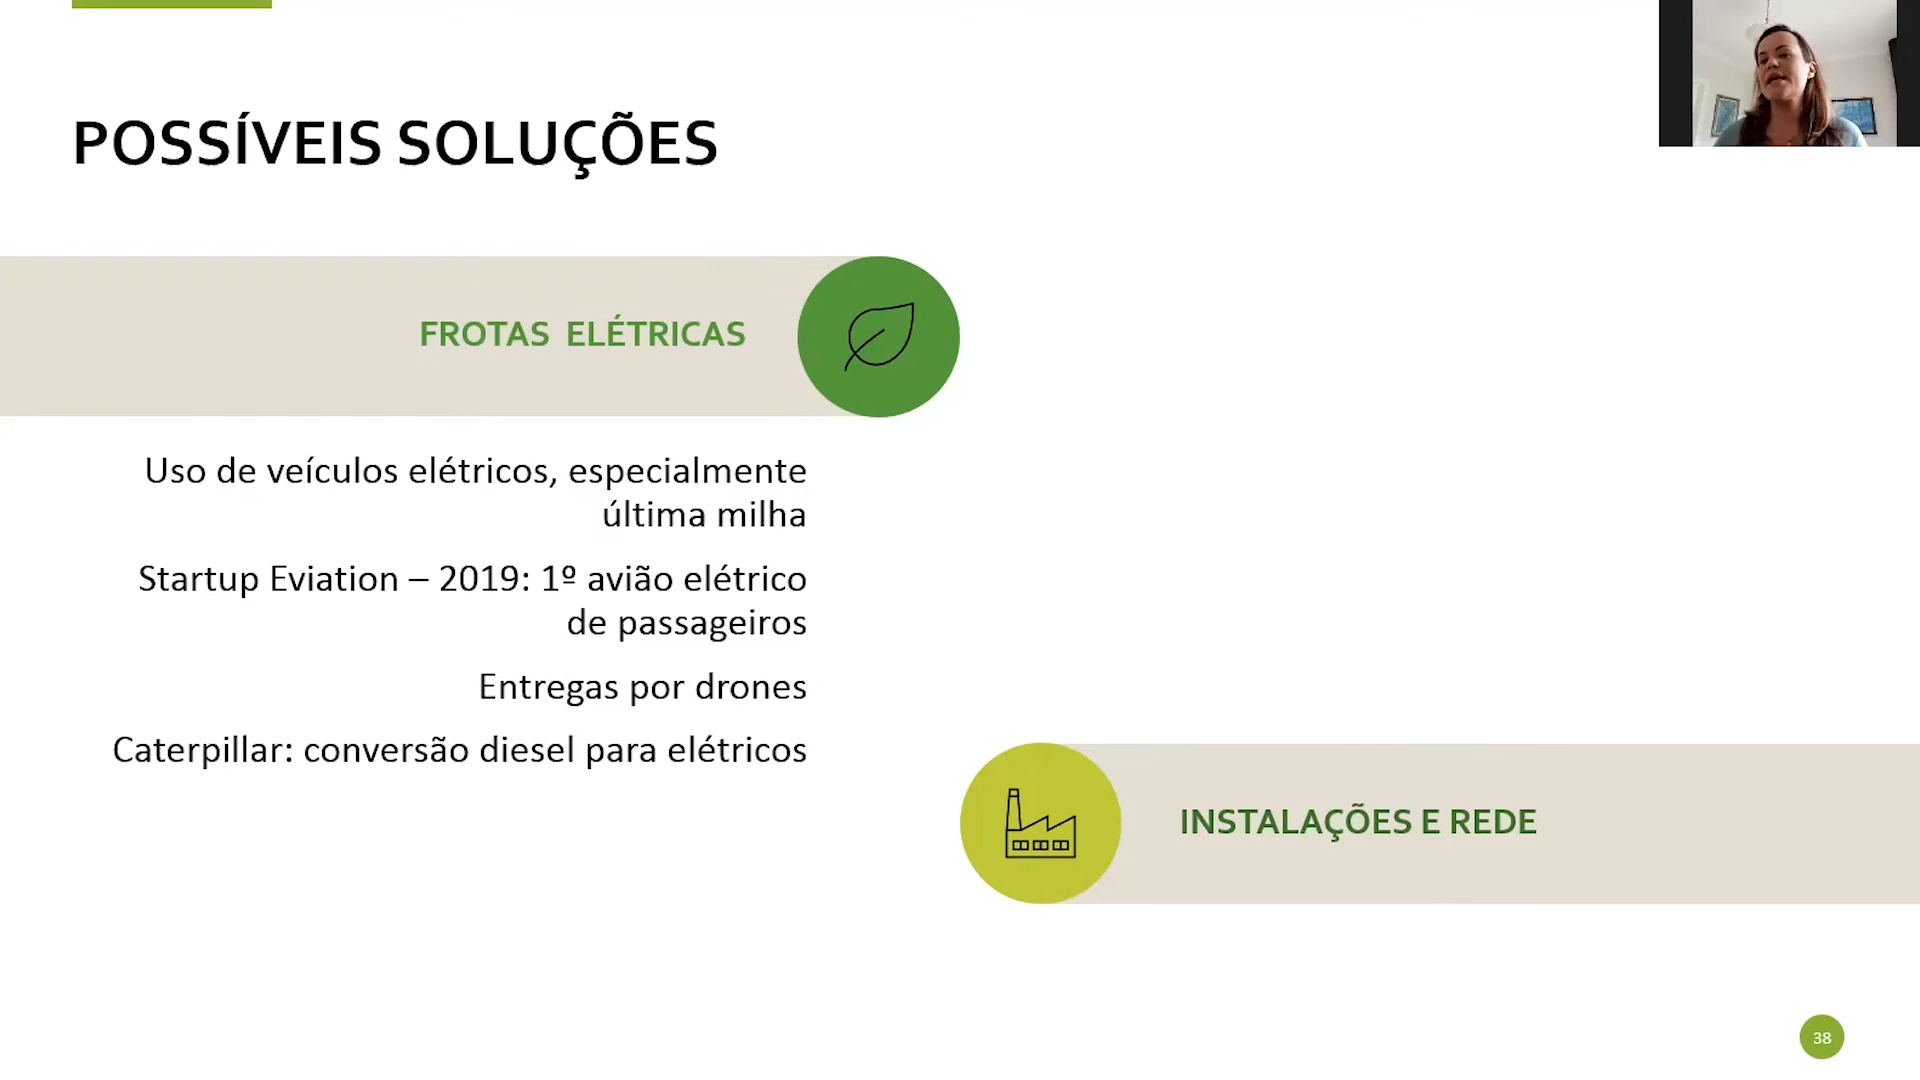 POSSÍVEIS SOLUÇÕES
FROTAS ELÉTRICAS
Uso de veículos elétricos, especialmente
última milha
Startup Eviation – 2019: 1º avião elétrico
de passageiros
Entregas por drones
Caterpillar: conversão diesel para elétricos
INSTALAÇÕES E REDE
38